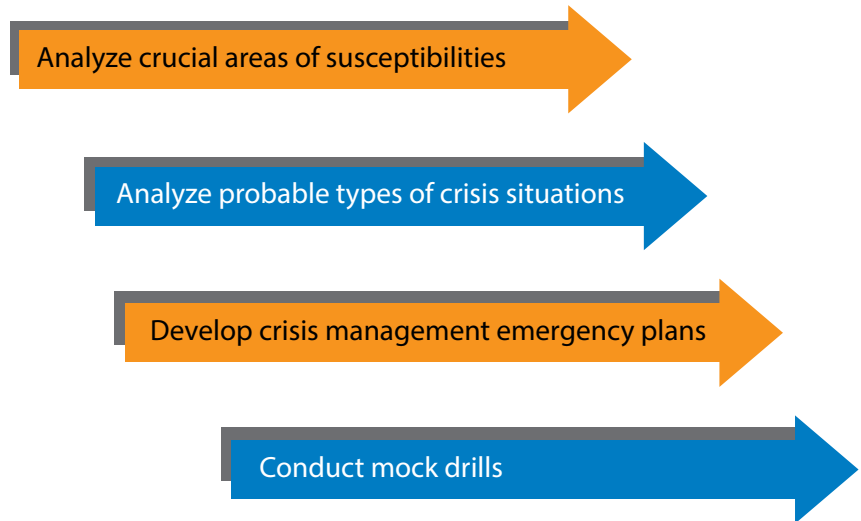 Analyze crucial areas of susceptibilities
Analyze probable types of crisis situations
Develop crisis management emergency plans
Conduct mock drills